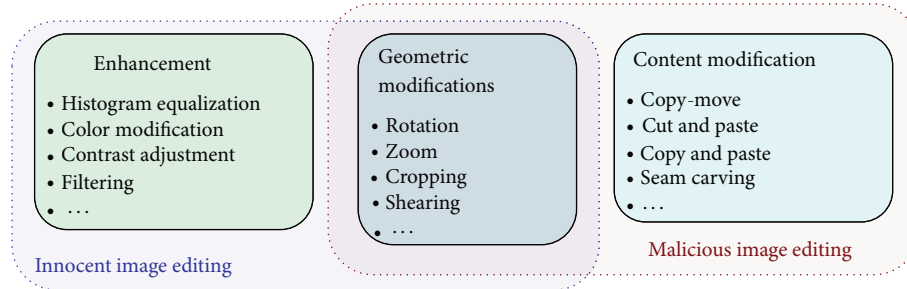 Enhancement
• Histogram equalization
• Color modification
• Contrast adjustment
• Filtering
• ...
Geometric
modifications
• Rotation
• Zoom
• Cropping
• Shearing
• ...
Content modification
• Copy-move
• Cut and paste
• Copy and paste
• Seam carving
• ...
Innocent image editing
Malicious image editing